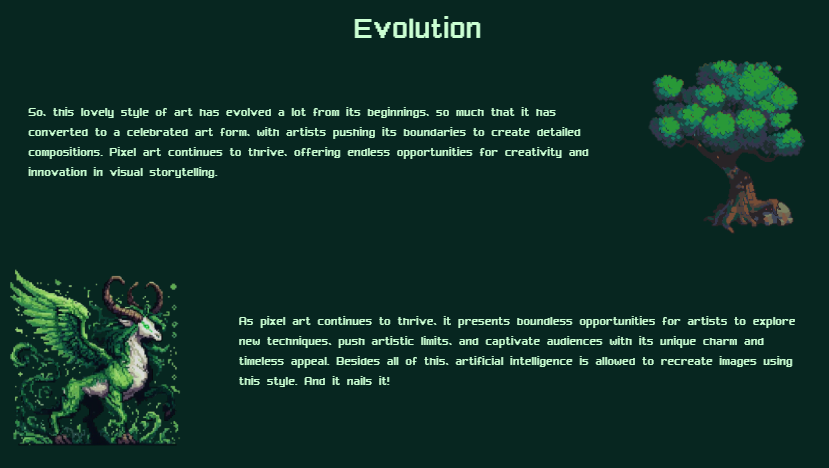 Evolution
So, this lovely style of art has evolved a lot from its beginnings, so much that it has
converted to a celebrated art form, with artists pushing its boundaries to create detailed
compositions. Pixel art continues to thrive, offering endless opportunities for creativity and
innovation in visual storytelling.
As pixel art continues to thrive, it presents boundless opportunities for artists to explore
new techniques, push artistic limits, and captivate audiences with its unique charm and
timeless appeal. Besides all of this, artificial intelligence is allowed to recreate images using
this style. And it nails it!